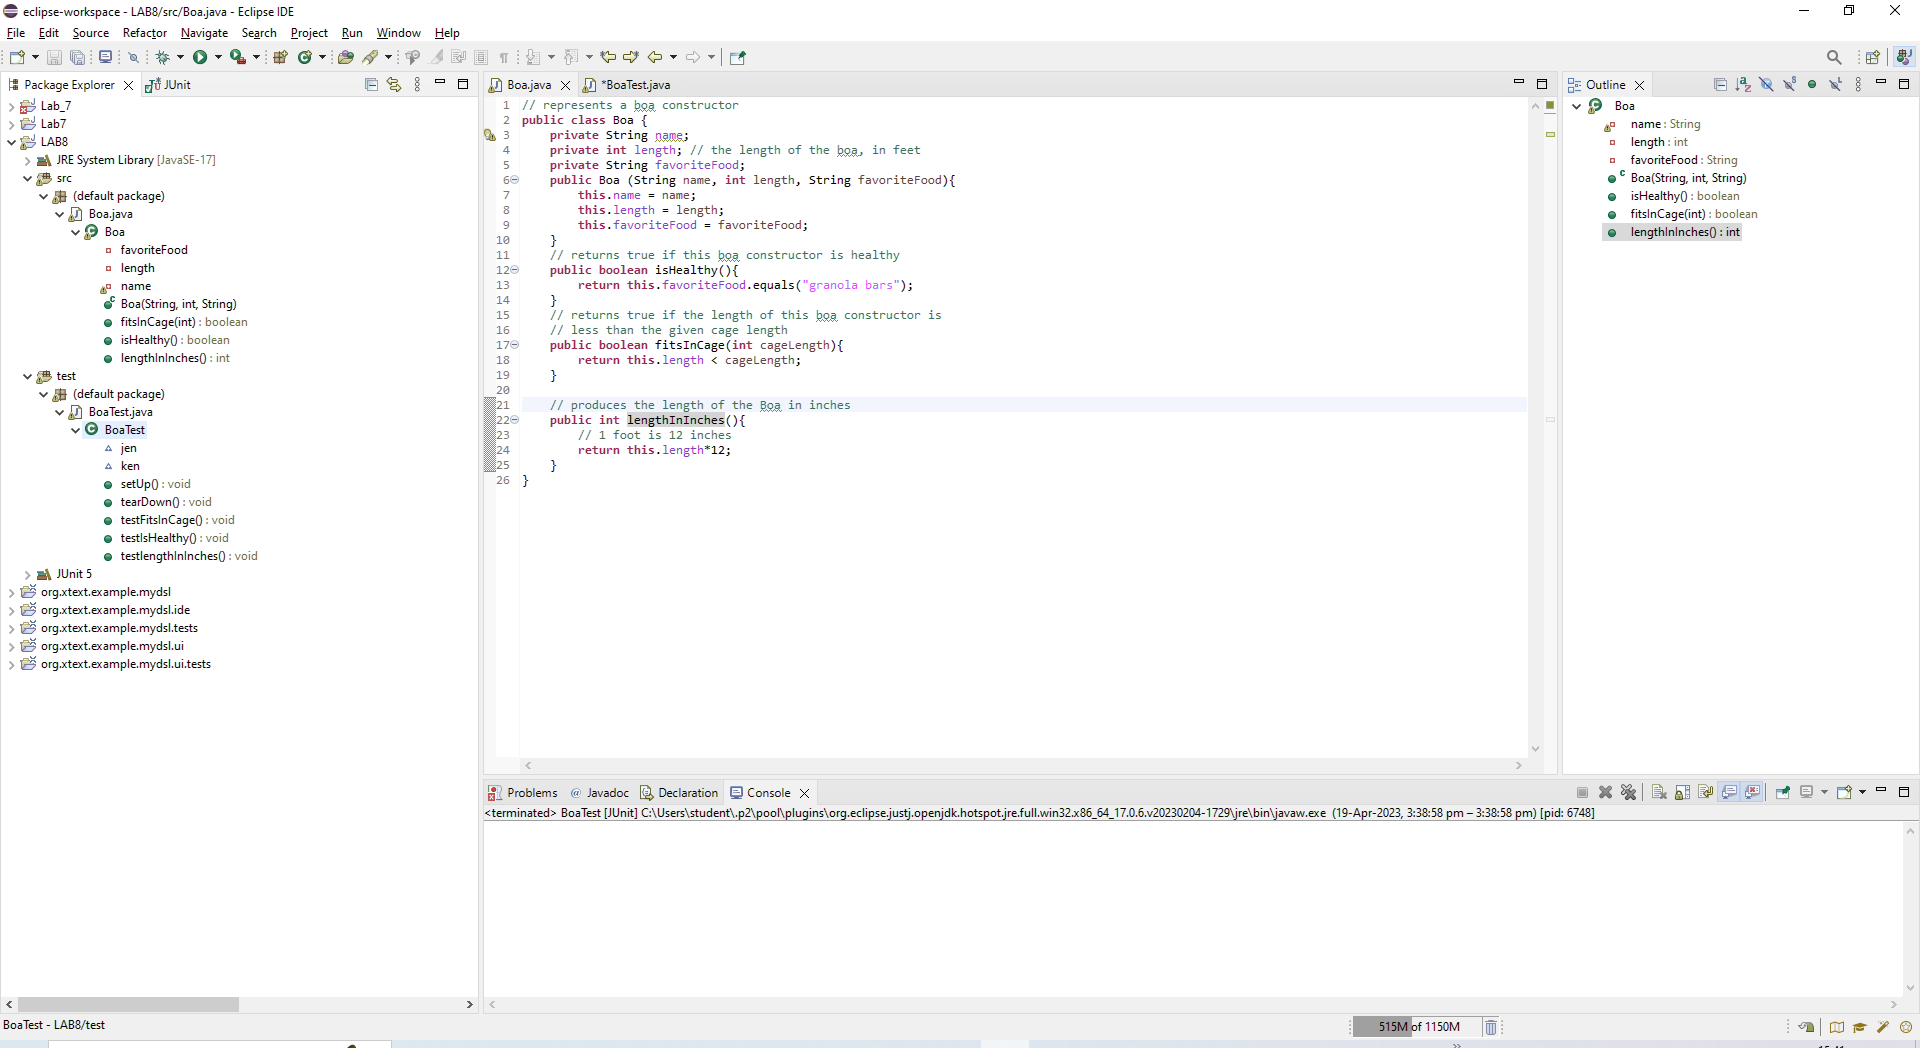 eclipse-workspace - LAB8/src/Boa.java - Eclipse IDE
File Edit Source Refactor Navigate Search Project Run Window Help
Package Explorer
JUnit
Lab_7
Lab7
LAB8
JRE System Library [JavaSE-17]
src
(default package)
Boa.java
Boa
favoriteFood
length
name
Boa(String, int, String)
fitsInCage(int) : boolean
isHealthy() : boolean
lengthInInches() : int
test
(default package)
BoaTest.java
BoaTest
jen
ken
setUp() : void
tearDown() : void
testFitsInCage() : void
testIsHealthy() : void
testlengthInInches() : void
JUnit 5
org.xtext.example.mydsl
org.xtext.example.mydsl.ide
org.xtext.example.mydsl.tests
org.xtext.example.mydsl.ui
org.xtext.example.mydsl.ui.tests
Boa.java
*BoaTest.java
1 // represents a boa constructor
2 public class Boa {
3 private String name;
4 private int length; // the length of the boa, in feet
5 private String favoriteFood;
6 public Boa (String name, int length, String favoriteFood){
7 this.name = name;
8 this.length = length;
9 this.favoriteFood = favoriteFood;
10 }
11 // returns true if this boa constructor is healthy
12 public boolean isHealthy(){
13 return this.favoriteFood.equals("granola bars");
14 }
15 // returns true if the length of this boa constructor is
16 // less than the given cage length
17 public boolean fitsInCage(int cageLength){
18 return this.length < cageLength;
19 }
20
21 // produces the length of the Boa in inches
22 public int lengthInInches(){
23 // 1 foot is 12 inches
24 return this.length*12;
25 }
26 }
Outline
Boa
name : String
length : int
favoriteFood : String
Boa(String, int, String)
isHealthy() : boolean
fitsInCage(int) : boolean
lengthInInches() : int
Problems @ Javadoc Declaration Console
<terminated> BoaTest [JUnit] C:\Users\student\.p2\pool\plugins\org.eclipse.justj.openjdk.hotspot.jre.full.win32.x86_64_17.0.6.v20230204-1729\jre\bin\javaw.exe (19-Apr-2023, 3:38:58 pm – 3:38:58 pm) [pid: 6748]
BoaTest - LAB8/test
515M of 1150M